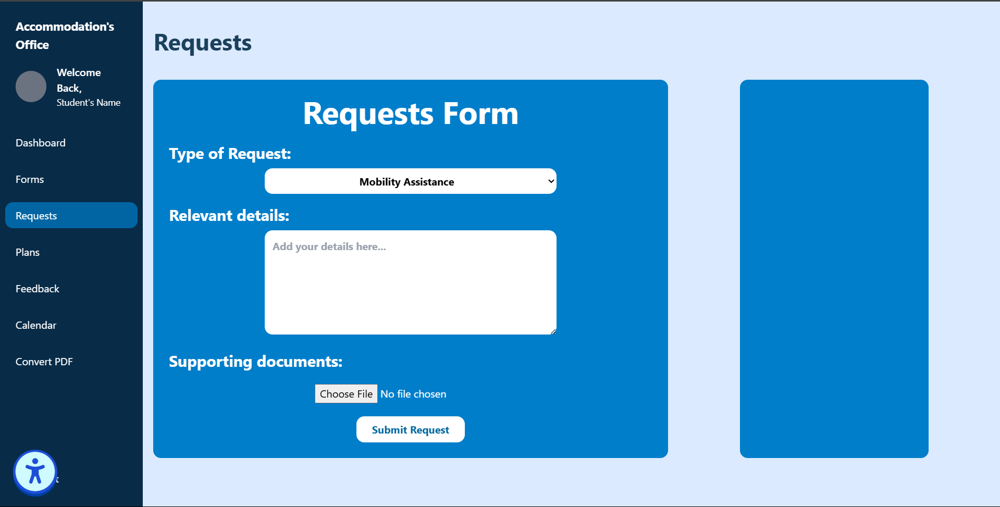 Accommodation's
Office
Welcome
Back,
Student's Name
Dashboard
Forms
Requests
Plans
Feedback
Calendar
Convert PDF
Requests
Requests Form
Type of Request:
Mobility Assistance
Relevant details:
Add your details here...
Supporting documents:
Choose File No file chosen
Submit Request